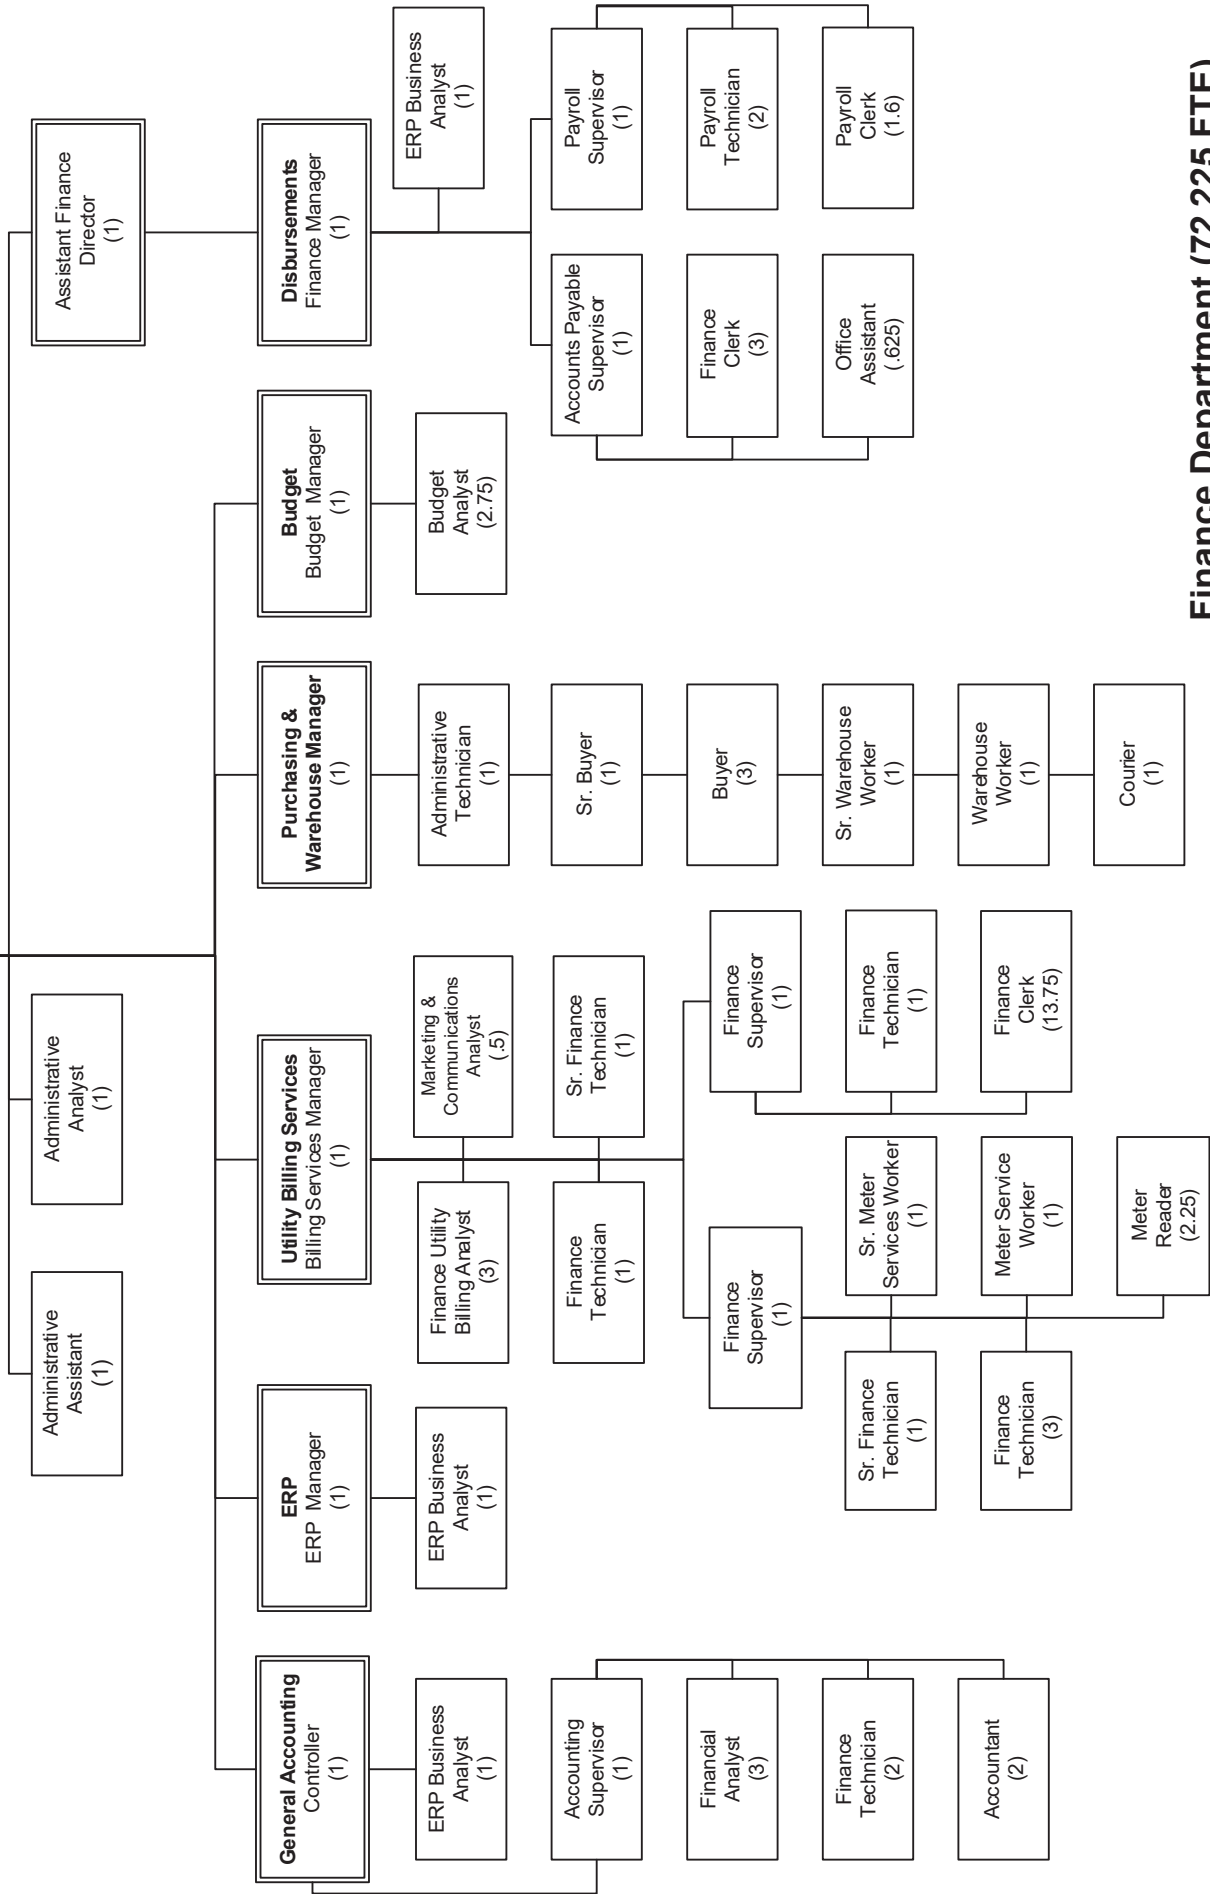 Administrative
Assistant
(1)
Administrative
Analyst
(1)
Assistant Finance
Director
(1)
General Accounting
Controller
(1)
ERP
ERP Manager
(1)
Utility Billing Services
Billing Services Manager
(1)
Purchasing &
Warehouse Manager
(1)
Budget
Budget Manager
(1)
Disbursements
Finance Manager
(1)
ERP Business
Analyst
(1)
Accounting
Supervisor
(1)
Financial
Analyst
(3)
Finance
Technician
(2)
Accountant
(2)
ERP Business
Analyst
(1)
Finance Utility
Billing Analyst
(3)
Marketing &
Communications
Analyst
(.5)
Finance
Technician
(1)
Sr. Finance
Technician
(1)
Finance
Supervisor
(1)
Sr. Finance
Technician
(1)
Sr. Meter
Services Worker
(1)
Finance
Technician
(3)
Meter Service
Worker
(1)
Meter
Reader
(2.25)
Finance
Supervisor
(1)
Finance
Technician
(1)
Finance
Clerk
(13.75)
Administrative
Technician
(1)
Sr. Buyer
(1)
Buyer
(3)
Sr. Warehouse
Worker
(1)
Warehouse
Worker
(1)
Courier
(1)
Budget
Analyst
(2.75)
ERP Business
Analyst
(1)
Accounts Payable
Supervisor
(1)
Finance
Clerk
(3)
Office
Assistant
(.625)
Payroll
Supervisor
(1)
Payroll
Technician
(2)
Payroll
Clerk
(1.6)
Finance Department (72.225 FTE)